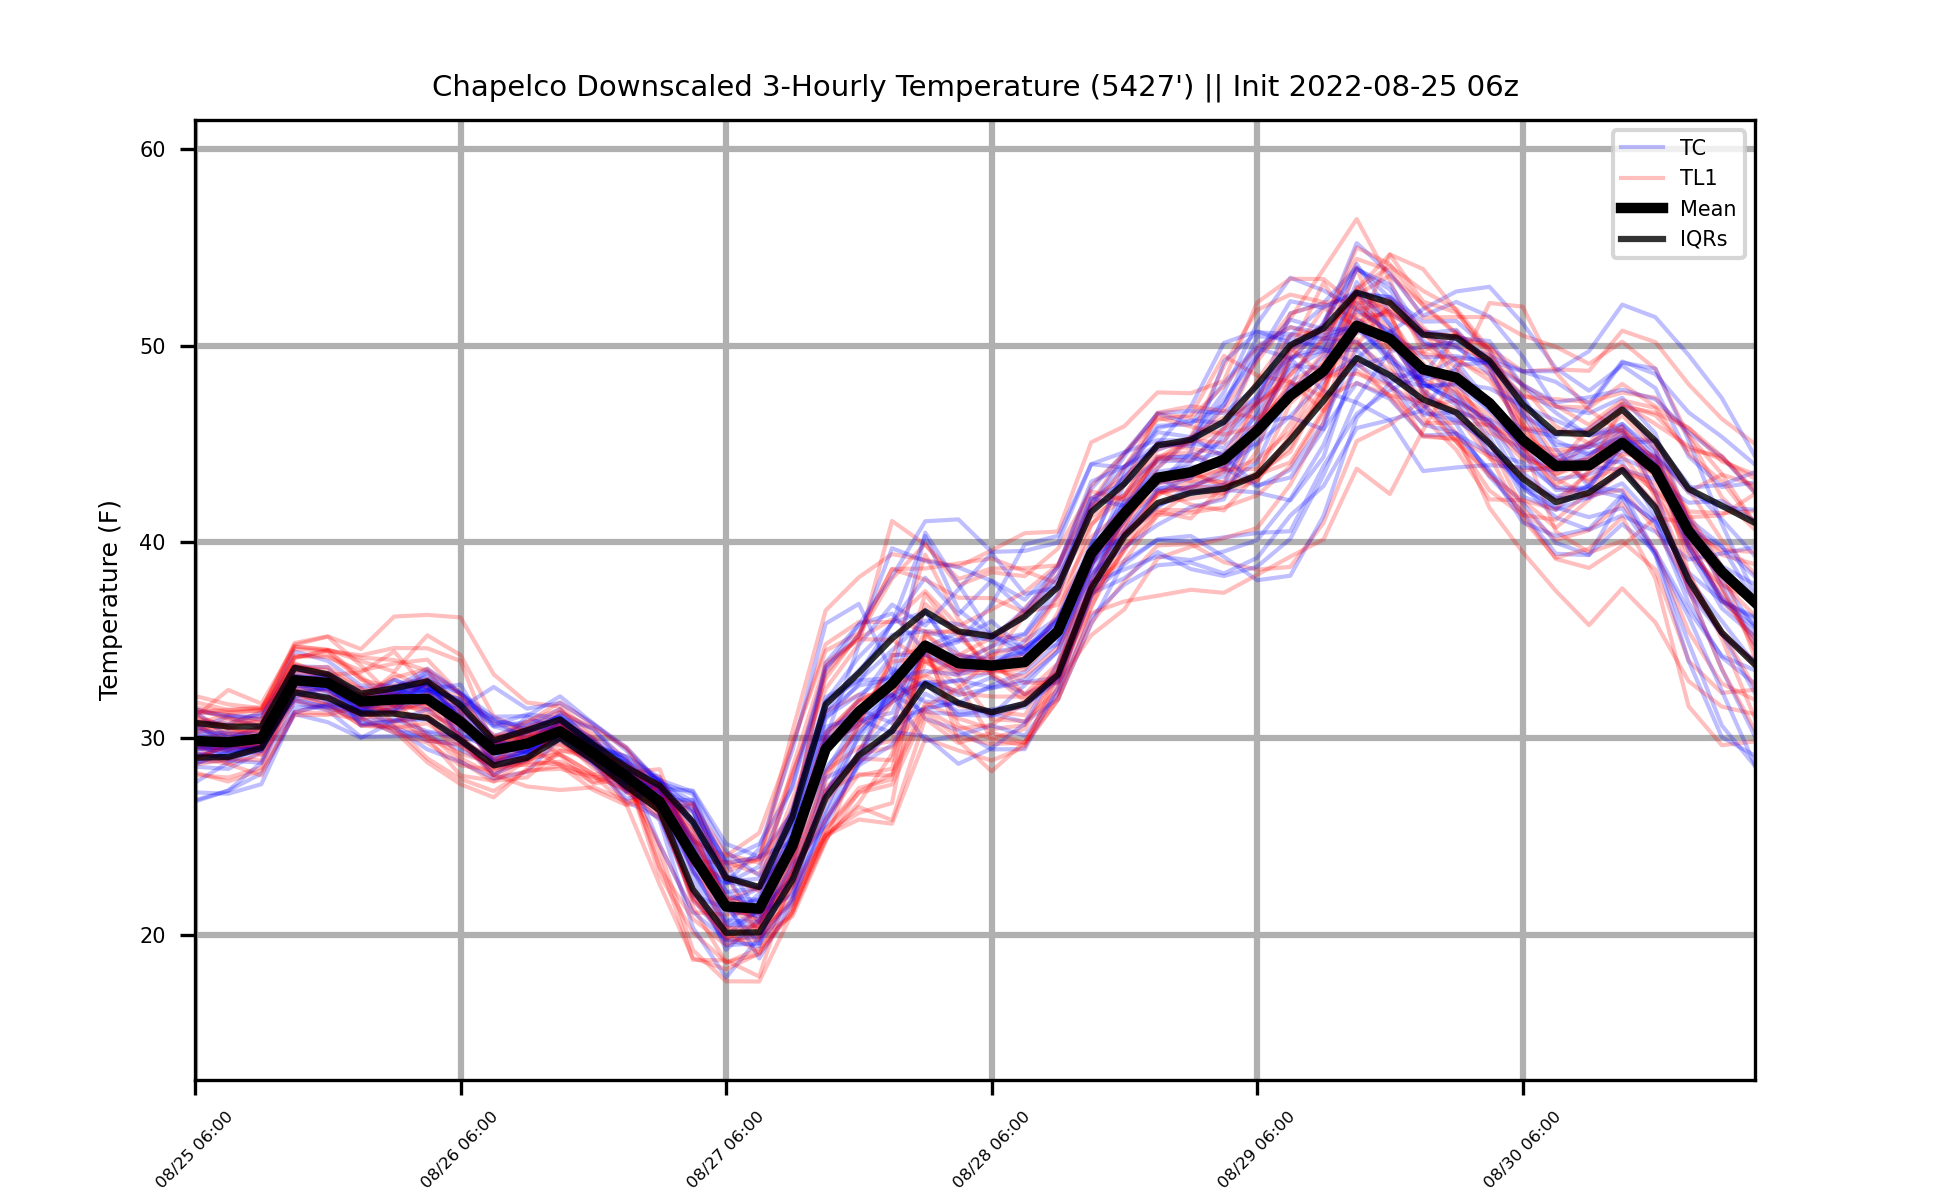 Chapelco Downscaled 3-Hourly Temperature (5427') || Init 2022-08-25 06z
TC
TL1
Mean
IQRs
Temperature (F)
60
50
40
30
20
08/25 06:00
08/26 06:00
08/27 06:00
08/28 06:00
08/29 06:00
08/30 06:00